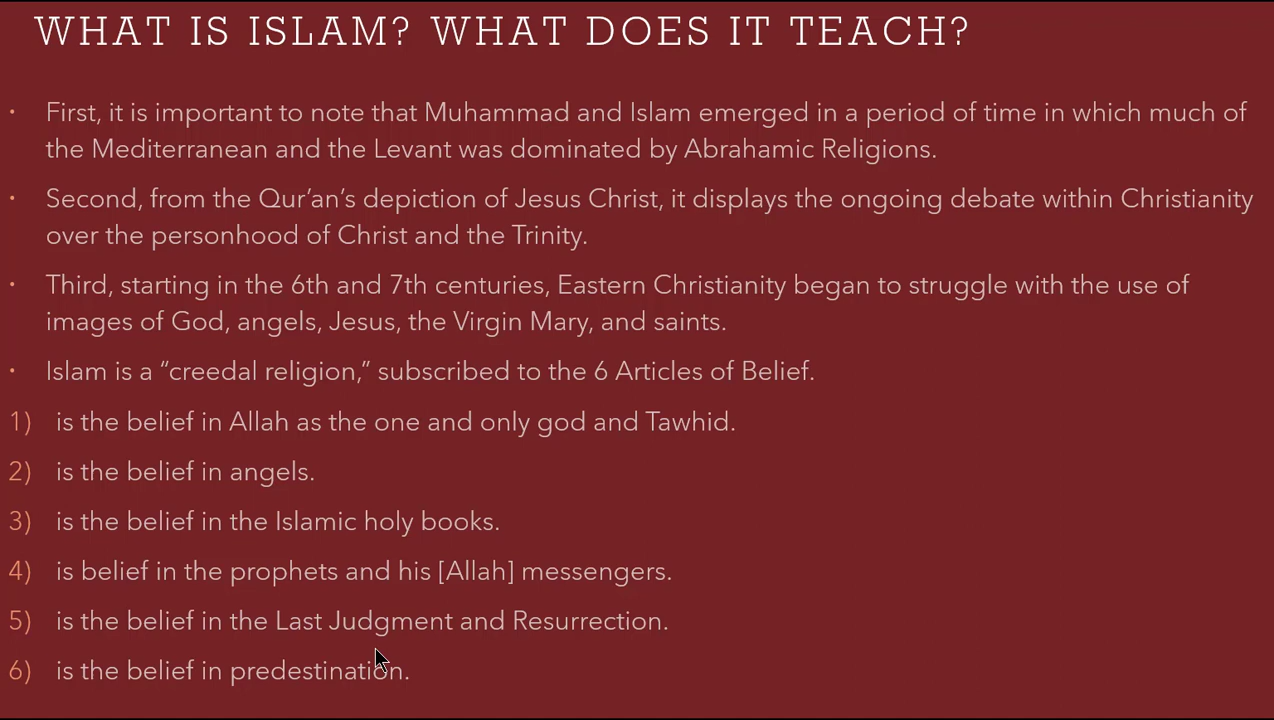 WHAT IS ISLAM? WHAT DOES IT TEACH?
• First, it is important to note that Muhammad and Islam emerged in a period of time in which much of
the Mediterranean and the Levant was dominated by Abrahamic Religions.
• Second, from the Qur’an’s depiction of Jesus Christ, it displays the ongoing debate within Christianity
over the personhood of Christ and the Trinity.
• Third, starting in the 6th and 7th centuries, Eastern Christianity began to struggle with the use of
images of God, angels, Jesus, the Virgin Mary, and saints.
• Islam is a “creedal religion,” subscribed to the 6 Articles of Belief.
1) is the belief in Allah as the one and only god and Tawhid.
2) is the belief in angels.
3) is the belief in the Islamic holy books.
4) is belief in the prophets and his [Allah] messengers.
5) is the belief in the Last Judgment and Resurrection.
6) is the belief in predestination.